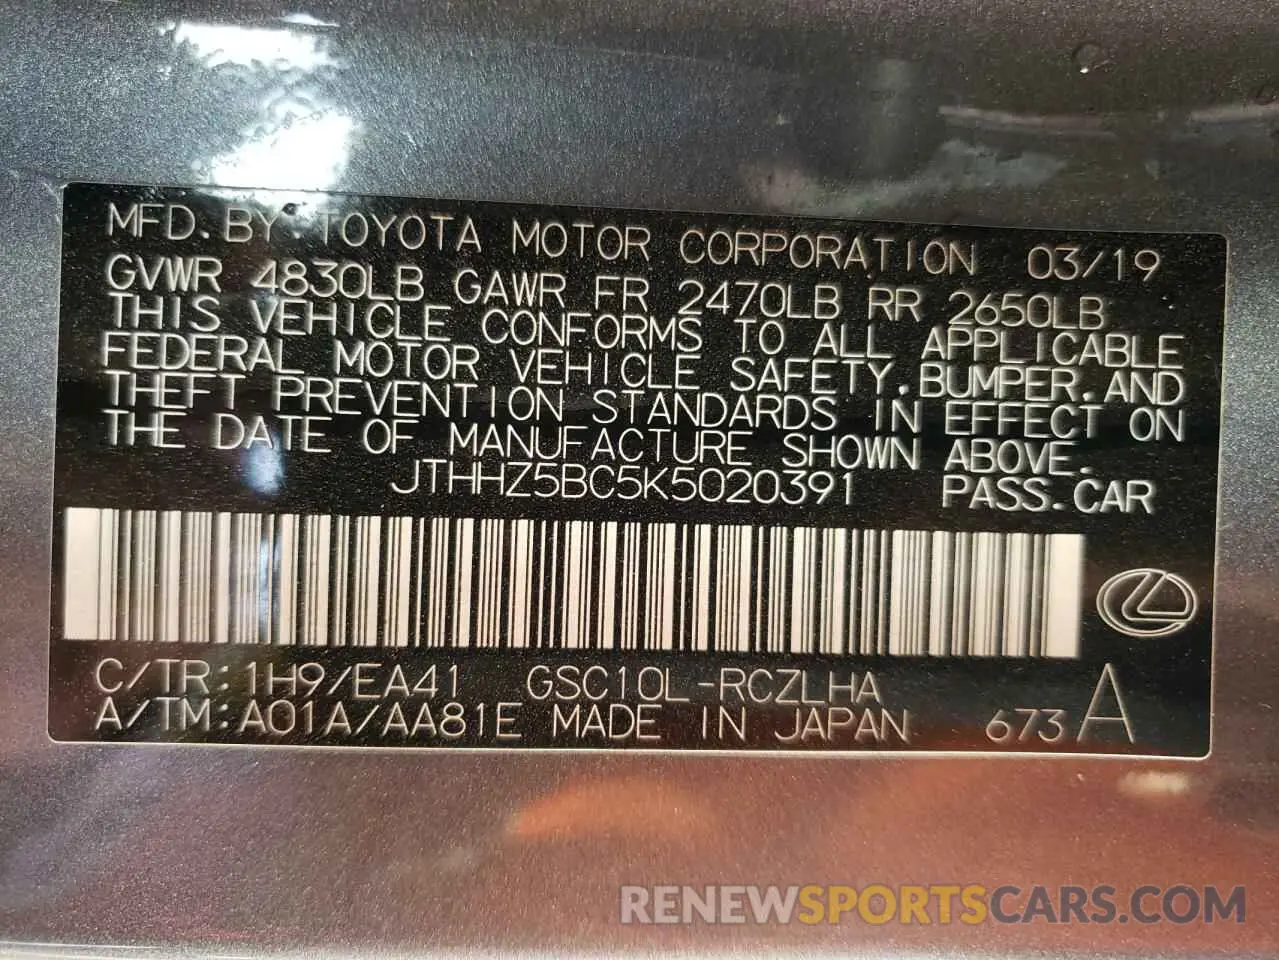 MFD. BY: TOYOTA MOTOR CORPORATION 03/19
GVWR 4830LB GAWR FR 2470LB RR 2650LB
THIS VEHICLE CONFORMS TO ALL APPLICABLE
FEDERAL MOTOR VEHICLE SAFETY, BUMPER, AND
THEFT PREVENTION STANDARDS IN EFFECT ON
THE DATE OF MANUFACTURE SHOWN ABOVE.
JTHHZ5BC5K5020391 PASS. CAR
C/TR: 1H9/EA41 GSC10L-RCZLHA
A/TM: A01A/AA81E MADE IN JAPAN 673 A
RENEWSPORTSCARS.COM